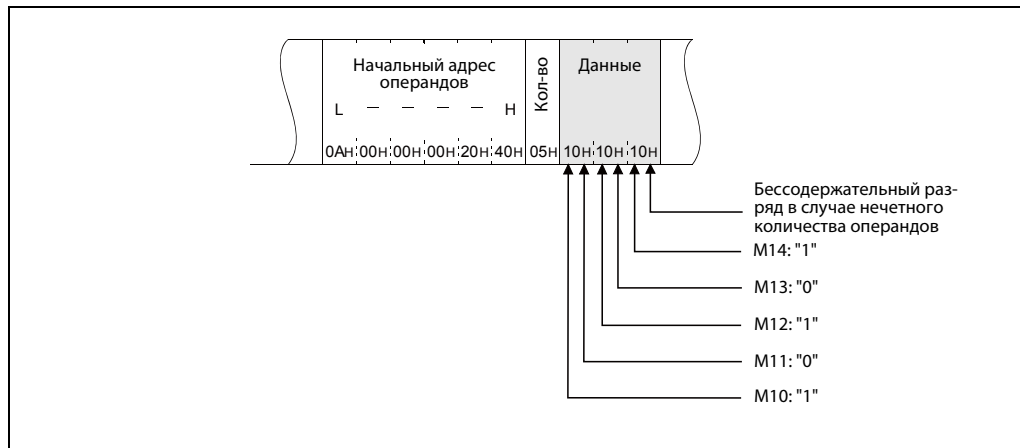 Начальный адрес
операндов
L – – – – H
Кол-во
Данные
0AH 00H 00H 00H 20H 40H 05H 10H 10H 10H
Бессодержательный раз-
ряд в случае нечетного
количества операндов
M14: "1"
M13: "0"
M12: "1"
M11: "0"
M10: "1"